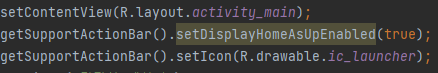 setContentView(R.layout.activity_main);
getSupportActionBar().setDisplayHomeAsUpEnabled(true);
getSupportActionBar().setIcon(R.drawable.ic_launcher);